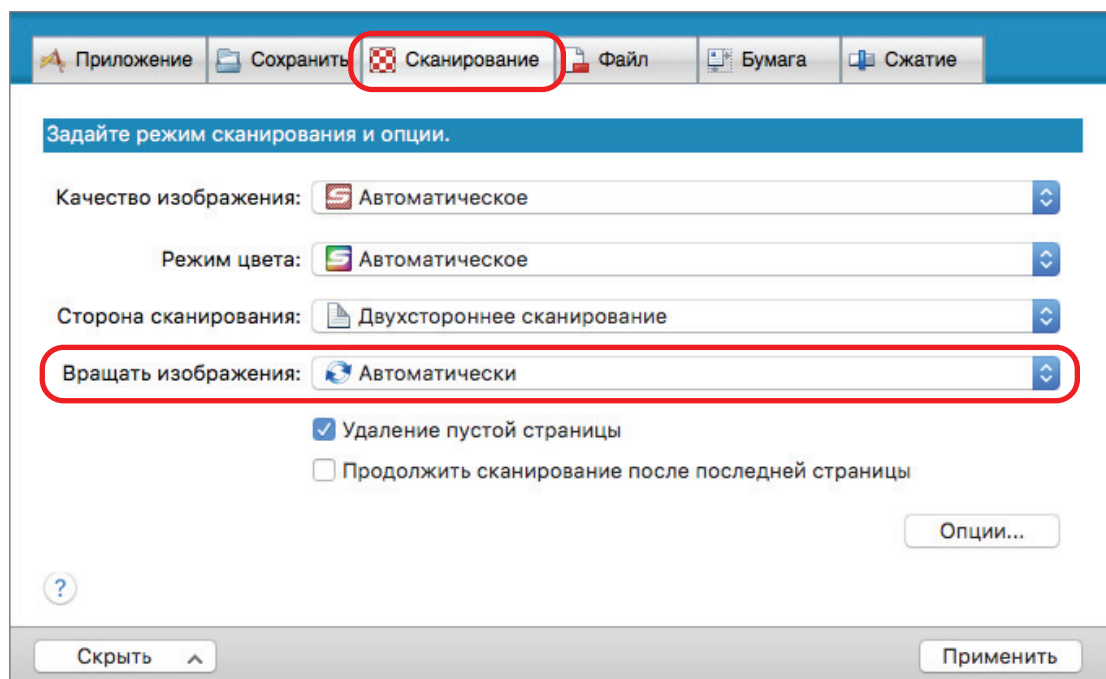 Приложение Сохранить Сканирование Файл Бумага Сжатие
Задайте режим сканирования и опции.
Качество изображения: Автоматическое
Режим цвета: Автоматическое
Сторона сканирования: Двухстороннее сканирование
Вращать изображения: Автоматически
Удаление пустой страницы
Продолжить сканирование после последней страницы
Опции...
?
Скрыть Применить